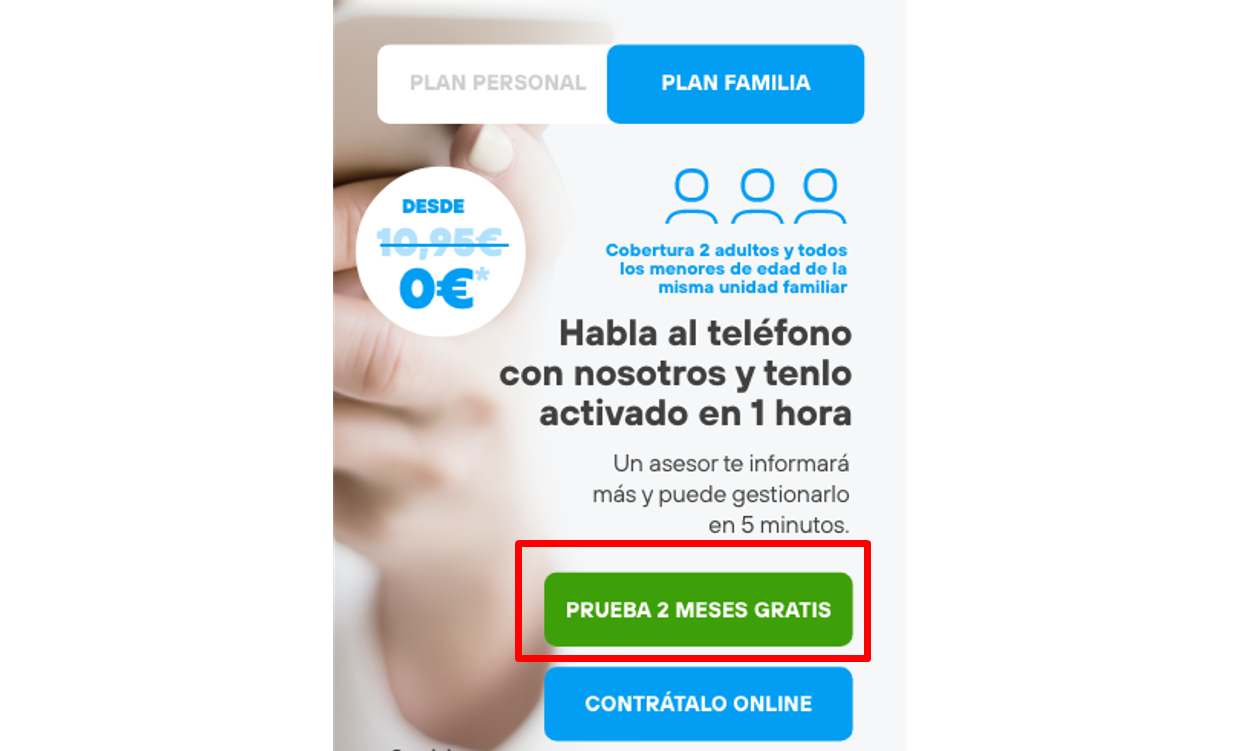 PLAN PERSONAL
PLAN FAMILIA
DESDE
10,95€
0€*
Cobertura 2 adultos y todos
los menores de edad de la
misma unidad familiar
Habla al teléfono
con nosotros y tenlo
activado en 1 hora
Un asesor te informará
más y puede gestionarlo
en 5 minutos.
PRUEBA 2 MESES GRATIS
CONTRÁTALO ONLINE